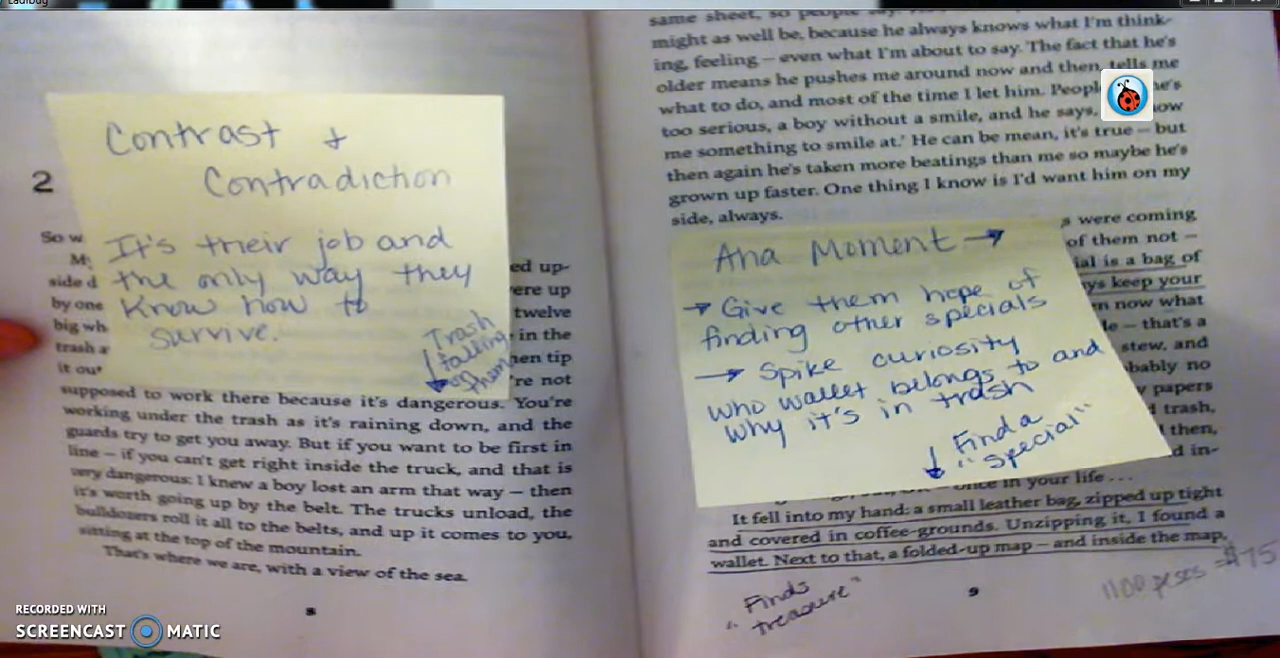 Ladibug
2
Contrast +
Contradiction
It's their job and
the only way they
know how to
survive.
Trash
falling
on
them
So w
side d
by one
big wh
trash a
it ou
ed up-
ere up
twelve
in the
hen tip
're not
supposed to work there because it's dangerous. You're
working under the trash as it's raining down, and the
guards try to get you away. But if you want to be first in
line – if you can't get right inside the truck, and that is
very dangerous: I knew a boy lost an arm that way – then
it's worth going up by the belt. The trucks unload, the
bulldozers roll it all to the belts, and up it comes to you,
sitting at the top of the mountain.
That's where we are, with a view of the sea.
8
RECORDED WITH
SCREENCAST MATIC
same sheet, so people say.
might as well be, because he always knows what I'm think-
ing, feeling – even what I'm about to say. The fact that he's
older means he pushes me around now and then, tells me
what to do, and most of the time I let him. People he's
too serious, a boy without a smile, and he says, ow
me something to smile at.' He can be mean, it's true – but
then again he's taken more beatings than me so maybe he's
grown up faster. One thing I know is I'd want him on my
side, always.
s were coming
of them not –
ial is a bag of
ys keep your
en now what
le – that's a
stew, and
bably no
papers
d trash,
then,
d in-
Aha Moment →
→ Give them hope of
finding other specials
→ Spike curiosity
who wallet belongs to and
why it's in trash
↓ Find a
"special"
once in your life . . .
It fell into my hand: a small leather bag, zipped up tight
and covered in coffee-grounds. Unzipping it, I found a
wallet. Next to that, a folded-up map – and inside the map,
"Finds
treasure"
9
1100 pesos = $75